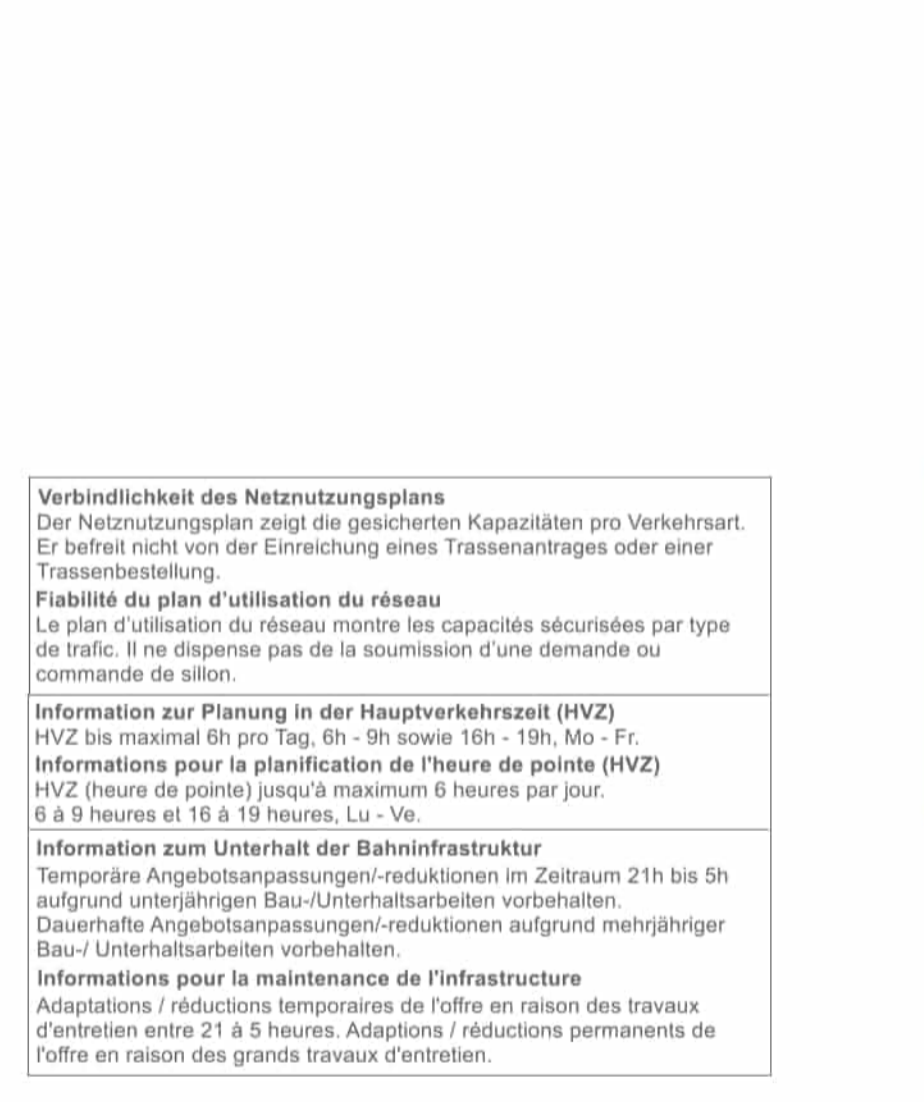 Verbindlichkeit des Netznutzungsplans
Der Netznutzungsplan zeigt die gesicherten Kapazitäten pro Verkehrsart.
Er befreit nicht von der Einreichung eines Trassenantrages oder einer
Trassenbestellung.
Fiabilité du plan d'utilisation du réseau
Le plan d'utilisation du réseau montre les capacités sécurisées par type
de trafic. Il ne dispense pas de la soumission d'une demande ou
commande de sillon.
Information zur Planung in der Hauptverkehrszeit (HVZ)
HVZ bis maximal 6h pro Tag, 6h - 9h sowie 16h - 19h, Mo - Fr.
Informations pour la planification de l'heure de pointe (HVZ)
HVZ (heure de pointe) jusqu'à maximum 6 heures par jour.
6 à 9 heures et 16 à 19 heures, Lu - Ve.
Information zum Unterhalt der Bahninfrastruktur
Temporäre Angebotsanpassungen/-reduktionen im Zeitraum 21h bis 5h
aufgrund unterjährigen Bau-/Unterhaltsarbeiten vorbehalten.
Dauerhafte Angebotsanpassungen/-reduktionen aufgrund mehrjähriger
Bau-/ Unterhaltsarbeiten vorbehalten.
Informations pour la maintenance de l'infrastructure
Adaptations / réductions temporaires de l'offre en raison des travaux
d'entretien entre 21 à 5 heures. Adaptions / réductions permanents de
l'offre en raison des grands travaux d'entretien.